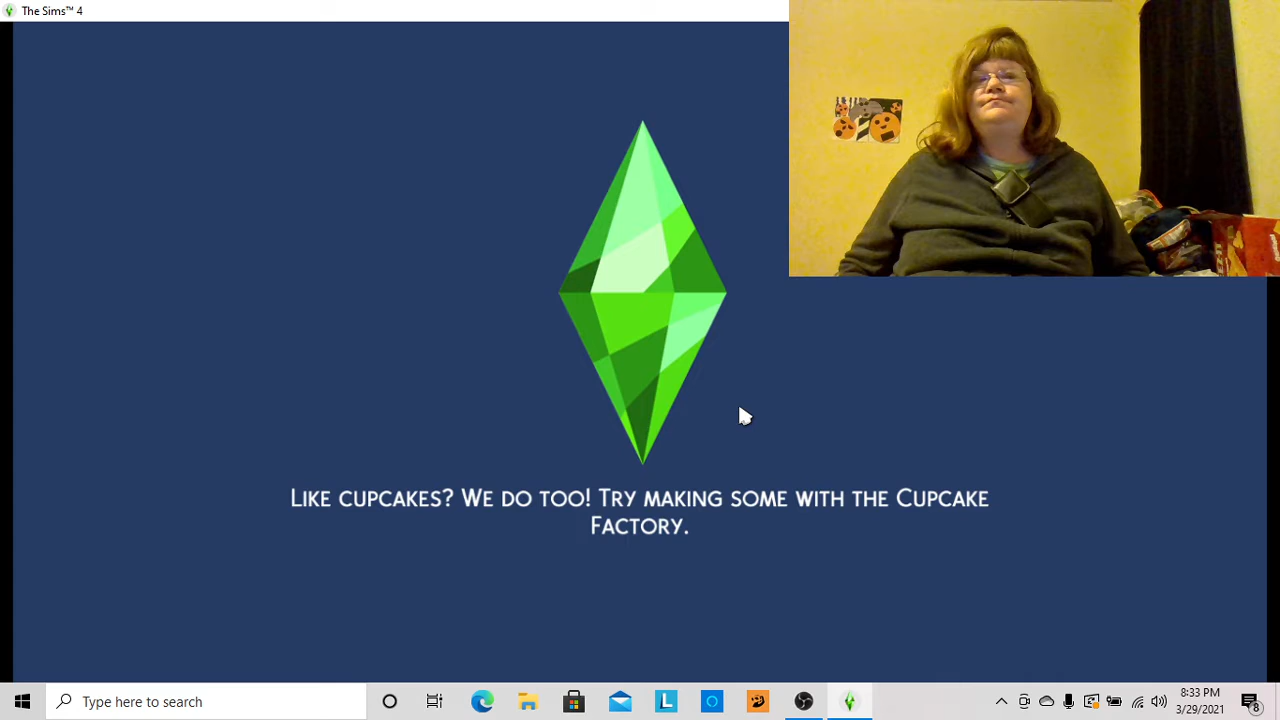 The Sims™ 4
Like cupcakes? We do too! Try making some with the Cupcake
Factory.
Type here to search
L
8:33 PM
3/29/2021
8